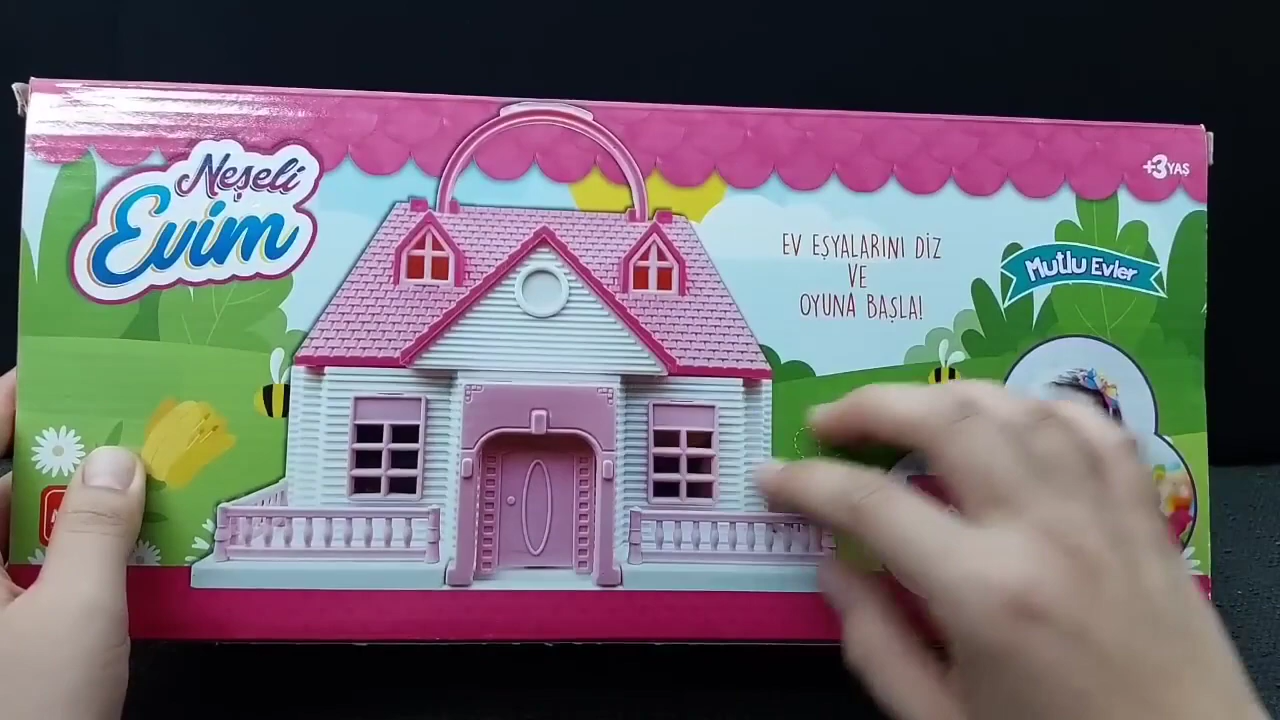 Neşeli
Evim
+3 YAŞ
EV EŞYALARINI DİZ
VE
OYUNA BAŞLA!
Mutlu Evler